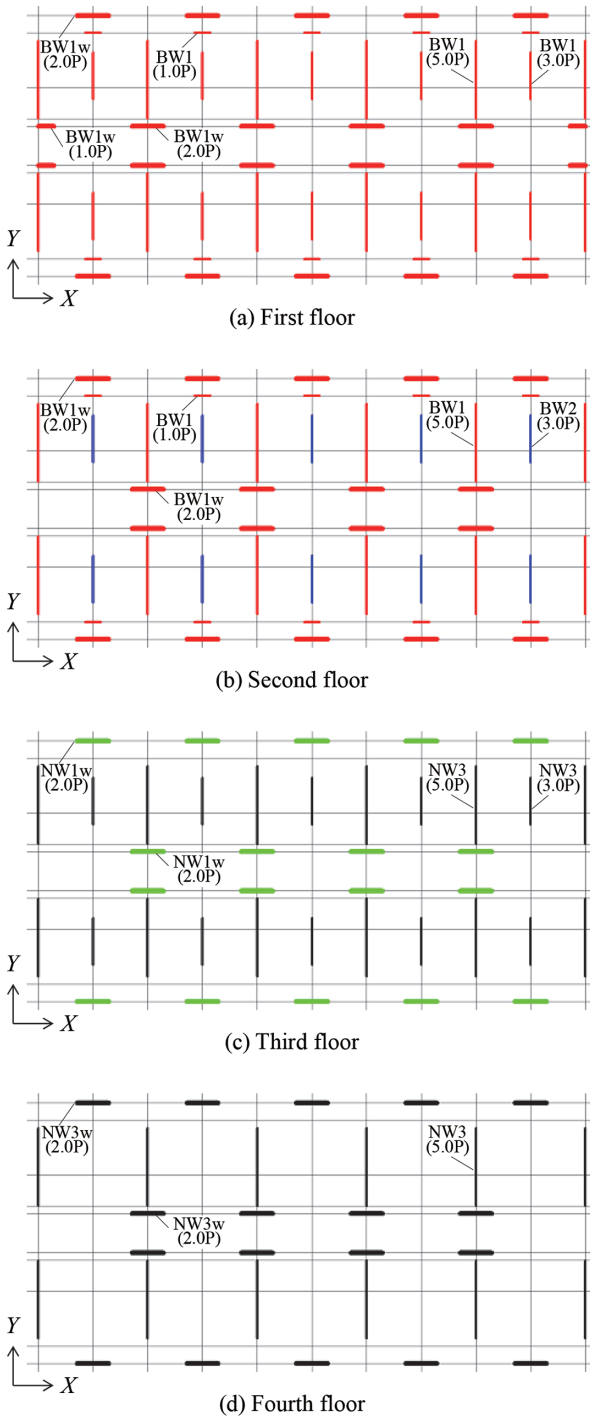 BW1w
(2.0P)
BW1
(1.0P)
BW1
(5.0P)
BW1
(3.0P)
BW1w
(1.0P)
BW1w
(2.0P)
Y
X
(a) First floor
BW1w
(2.0P)
BW1
(1.0P)
BW1
(5.0P)
BW2
(3.0P)
BW1w
(2.0P)
Y
X
(b) Second floor
NW1w
(2.0P)
NW3
(5.0P)
NW3
(3.0P)
NW1w
(2.0P)
Y
X
(c) Third floor
NW3w
(2.0P)
NW3
(5.0P)
NW3w
(2.0P)
Y
X
(d) Fourth floor